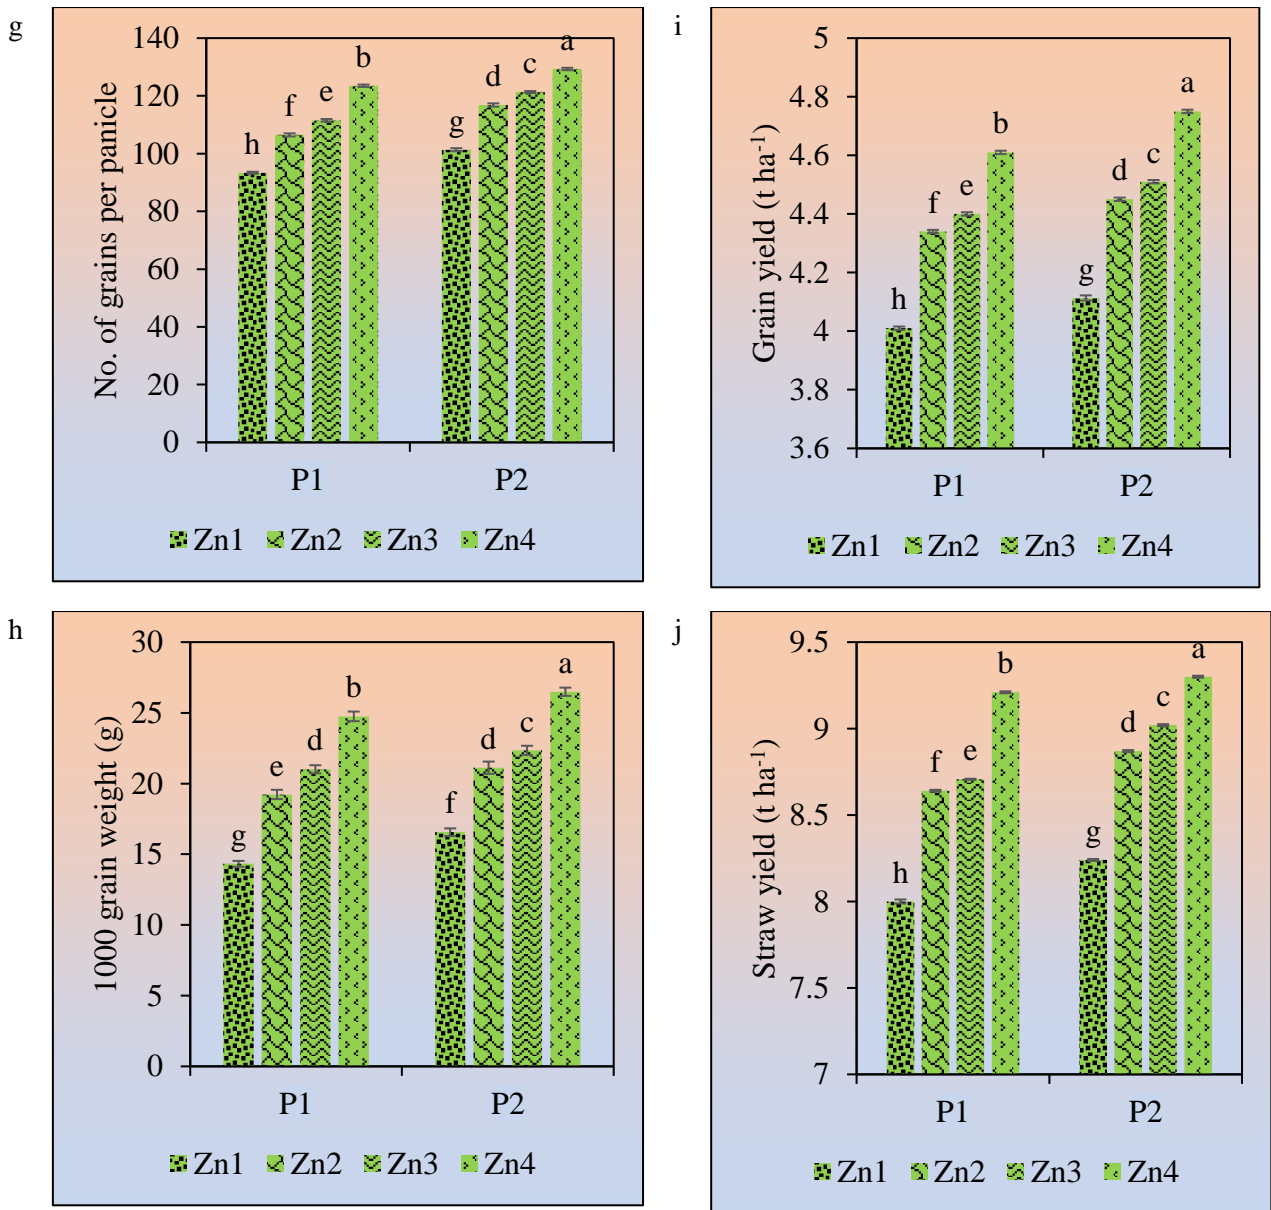 g
140
120
100
80
60
40
20
0
No. of grains per panicle
h f e b
g d c a
P1 P2
Zn1 Zn2 Zn3 Zn4
i
5
4.8
4.6
4.4
4.2
4
3.8
3.6
Grain yield (t ha⁻¹)
h f e b
g d c a
P1 P2
Zn1 Zn2 Zn3 Zn4
h
30
25
20
15
10
5
0
1000 grain weight (g)
g e d b
f d c a
P1 P2
Zn1 Zn2 Zn3 Zn4
j
9.5
9
8.5
8
7.5
7
Straw yield (t ha⁻¹)
h f e b
g d c a
P1 P2
Zn1 Zn2 Zn3 Zn4